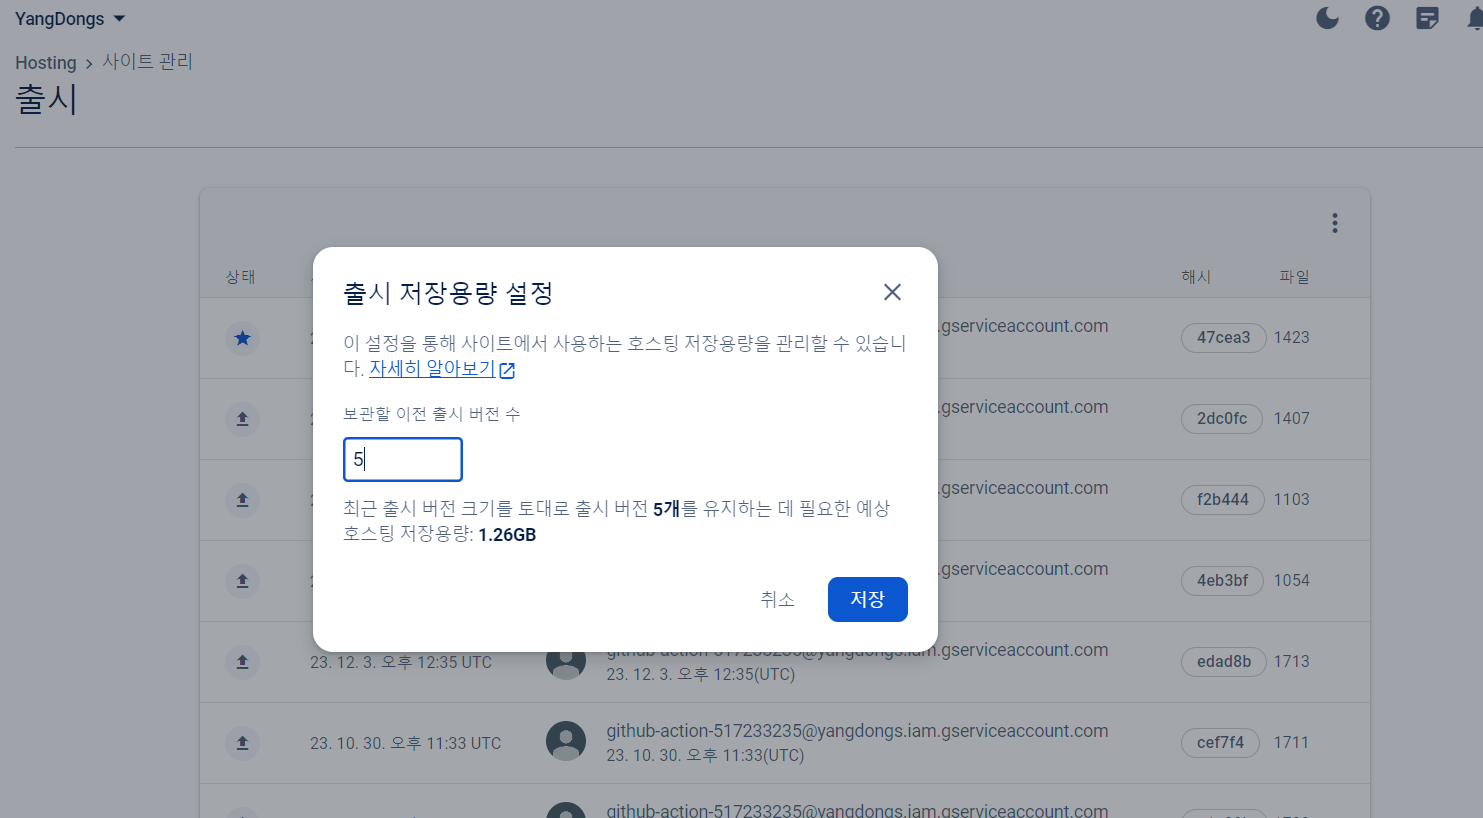 YangDongs
Hosting > 사이트 관리
출시
출시 저장용량 설정
이 설정을 통해 사이트에서 사용하는 호스팅 저장용량을 관리할 수 있습니
다. 자세히 알아보기
보관할 이전 출시 버전 수
5
최근 출시 버전 크기를 토대로 출시 버전 5개를 유지하는 데 필요한 예상
호스팅 저장용량: 1.26GB
취소 저장
상태 해시 파일
.gserviceaccount.com 47cea3 1423
.gserviceaccount.com 2dc0fc 1407
.gserviceaccount.com f2b444 1103
.gserviceaccount.com 4eb3bf 1054
github-action-517233235@yangdongs.iam.gserviceaccount.com
23. 12. 3. 오후 12:35 UTC edad8b 1713
23. 12. 3. 오후 12:35(UTC)
github-action-517233235@yangdongs.iam.gserviceaccount.com
23. 10. 30. 오후 11:33 UTC cef7f4 1711
23. 10. 30. 오후 11:33(UTC)
github-action-517233235@yangdongs.iam.gserviceaccount.com